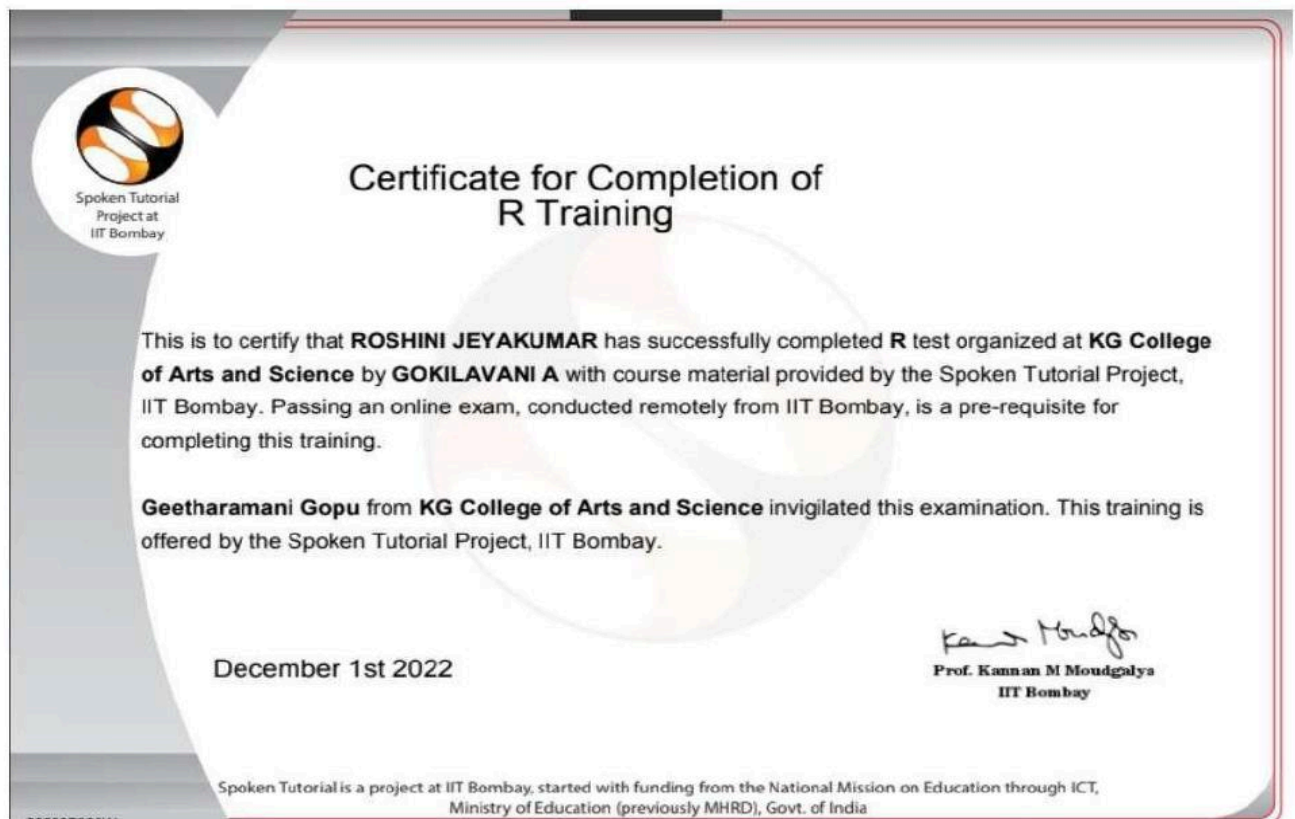 Spoken Tutorial
Project at
IIT Bombay
Certificate for Completion of
R Training
This is to certify that ROSHINI JEYAKUMAR has successfully completed R test organized at KG College
of Arts and Science by GOKILAVANI A with course material provided by the Spoken Tutorial Project,
IIT Bombay. Passing an online exam, conducted remotely from IIT Bombay, is a pre-requisite for
completing this training.
Geetharamani Gopu from KG College of Arts and Science invigilated this examination. This training is
offered by the Spoken Tutorial Project, IIT Bombay.
December 1st 2022
Prof. Kannan M Moudgalya
IIT Bombay
Spoken Tutorial is a project at IIT Bombay, started with funding from the National Mission on Education through ICT,
Ministry of Education (previously MHRD), Govt. of India